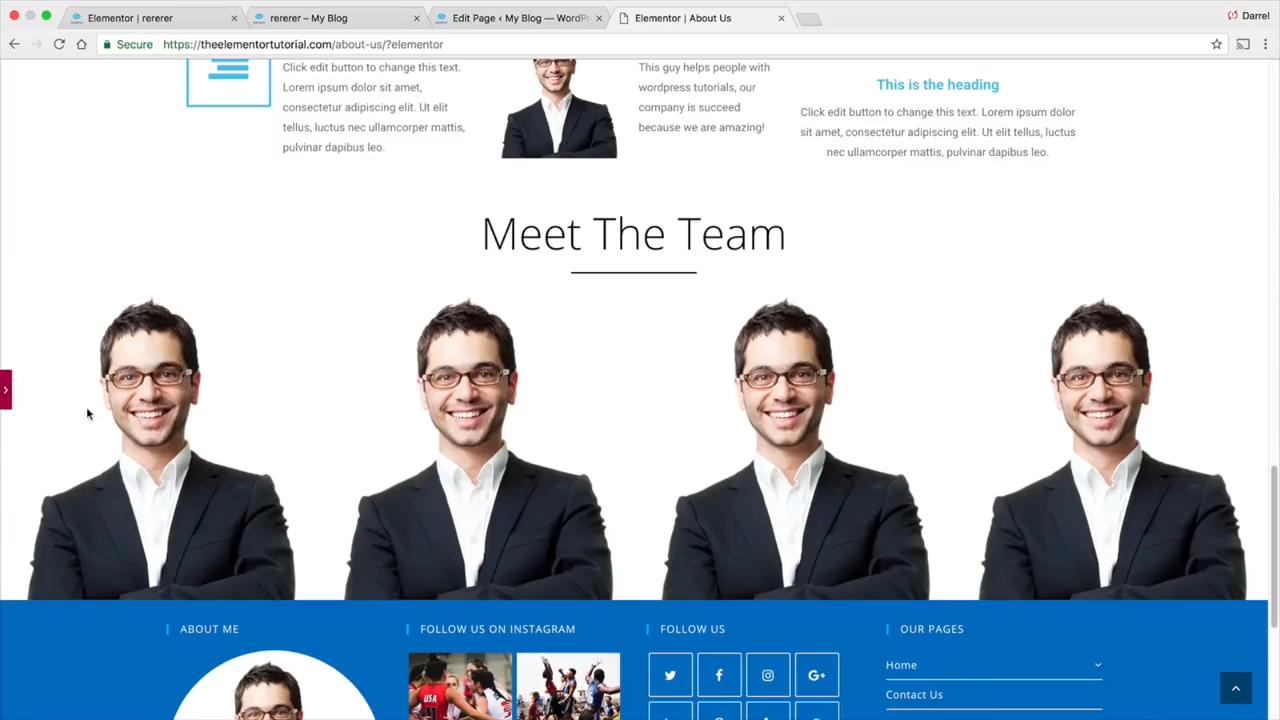 Elementor | rererer
rererer – My Blog
Edit Page ‹ My Blog — WordPr
Elementor | About Us
Darrel
Secure
https://theelementortutorial.com/about-us/?elementor
Click edit button to change this text.
Lorem ipsum dolor sit amet,
consectetur adipiscing elit. Ut elit
tellus, luctus nec ullamcorper mattis,
pulvinar dapibus leo.
This guy helps people with
wordpress tutorials, our
company is succeed
because we are amazing!
This is the heading
Click edit button to change this text. Lorem ipsum dolor
sit amet, consectetur adipiscing elit. Ut elit tellus, luctus
nec ullamcorper mattis, pulvinar dapibus leo.
Meet The Team
ABOUT ME
FOLLOW US ON INSTAGRAM
USA
FOLLOW US
G+
OUR PAGES
Home
Contact Us